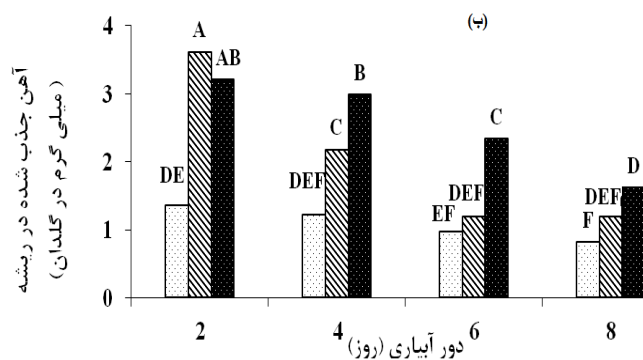 (ب)
آهن جذب شده در ریشه
(میلی گرم در گلدان)
4
3
2
1
0
DE
A
AB
DEF
C
B
EF
DEF
C
F
DEF
D
2
4
6
8
دور آبیاری (روز)